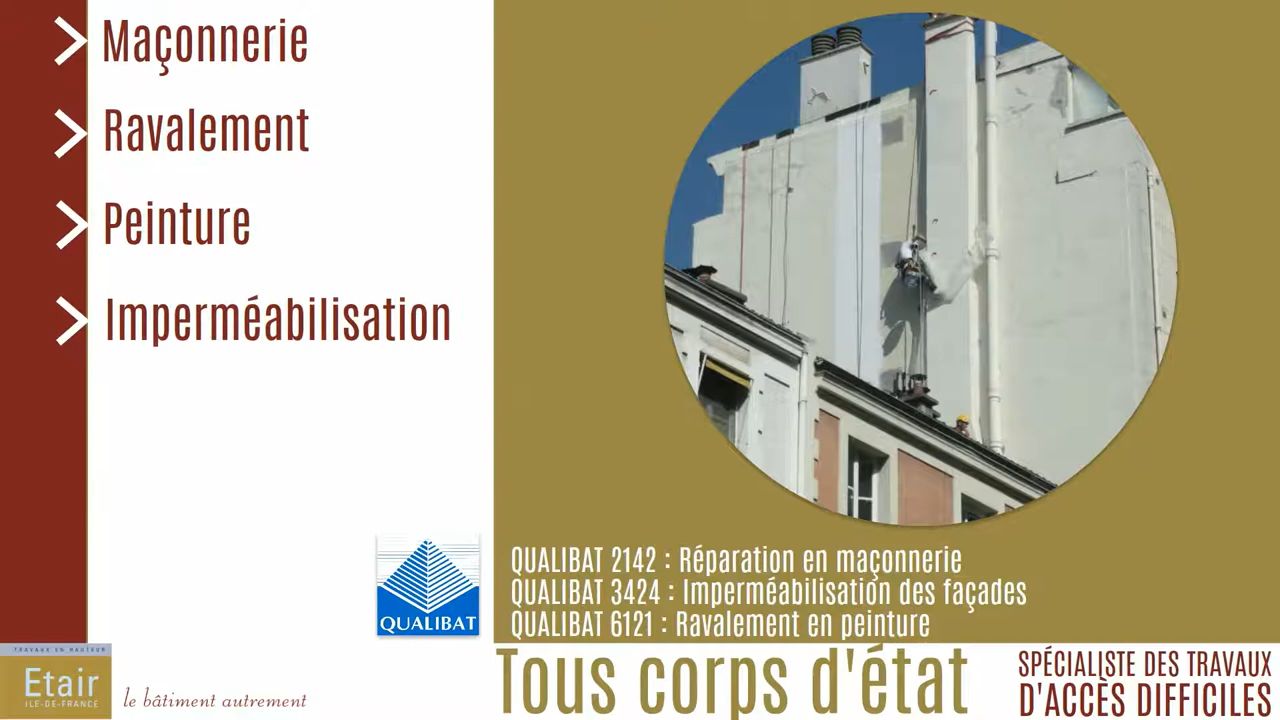 Maçonnerie
Ravalement
Peinture
Imperméabilisation
QUALIBAT
QUALIBAT 2142 : Réparation en maçonnerie
QUALIBAT 3424 : Imperméabilisation des façades
QUALIBAT 6121 : Ravalement en peinture
TRAVAUX EN HAUTEUR
Etair
ILE-DE-FRANCE
le bâtiment autrement
Tous corps d'état
SPÉCIALISTE DES TRAVAUX
D'ACCÈS DIFFICILES